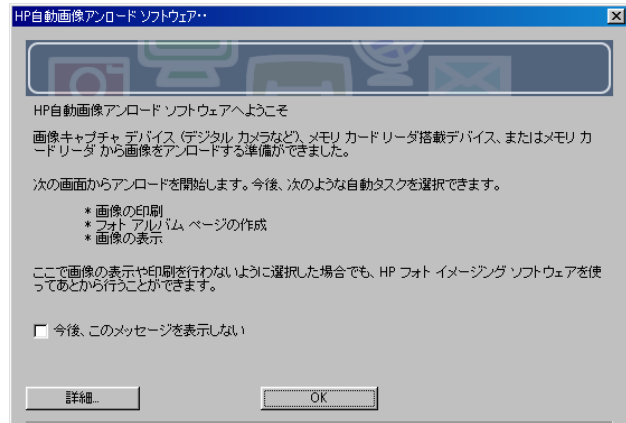 HP自動画像アンロード ソフトウェア・・
HP自動画像アンロード ソフトウェアへようこそ
画像キャプチャ デバイス (デジタル カメラなど)、メモリ カード リーダ搭載デバイス、またはメモリ カ
ード リーダ から画像をアンロードする準備ができました。
次の画面からアンロードを開始します。今後、次のような自動タスクを選択できます。
* 画像の印刷
* フォト アルバム ページの作成
* 画像の表示
ここで画像の表示や印刷を行わないように選択した場合でも、HP フォト イメージング ソフトウェアを使
ってあとから行うことができます。
今後、このメッセージを表示しない
詳細... OK